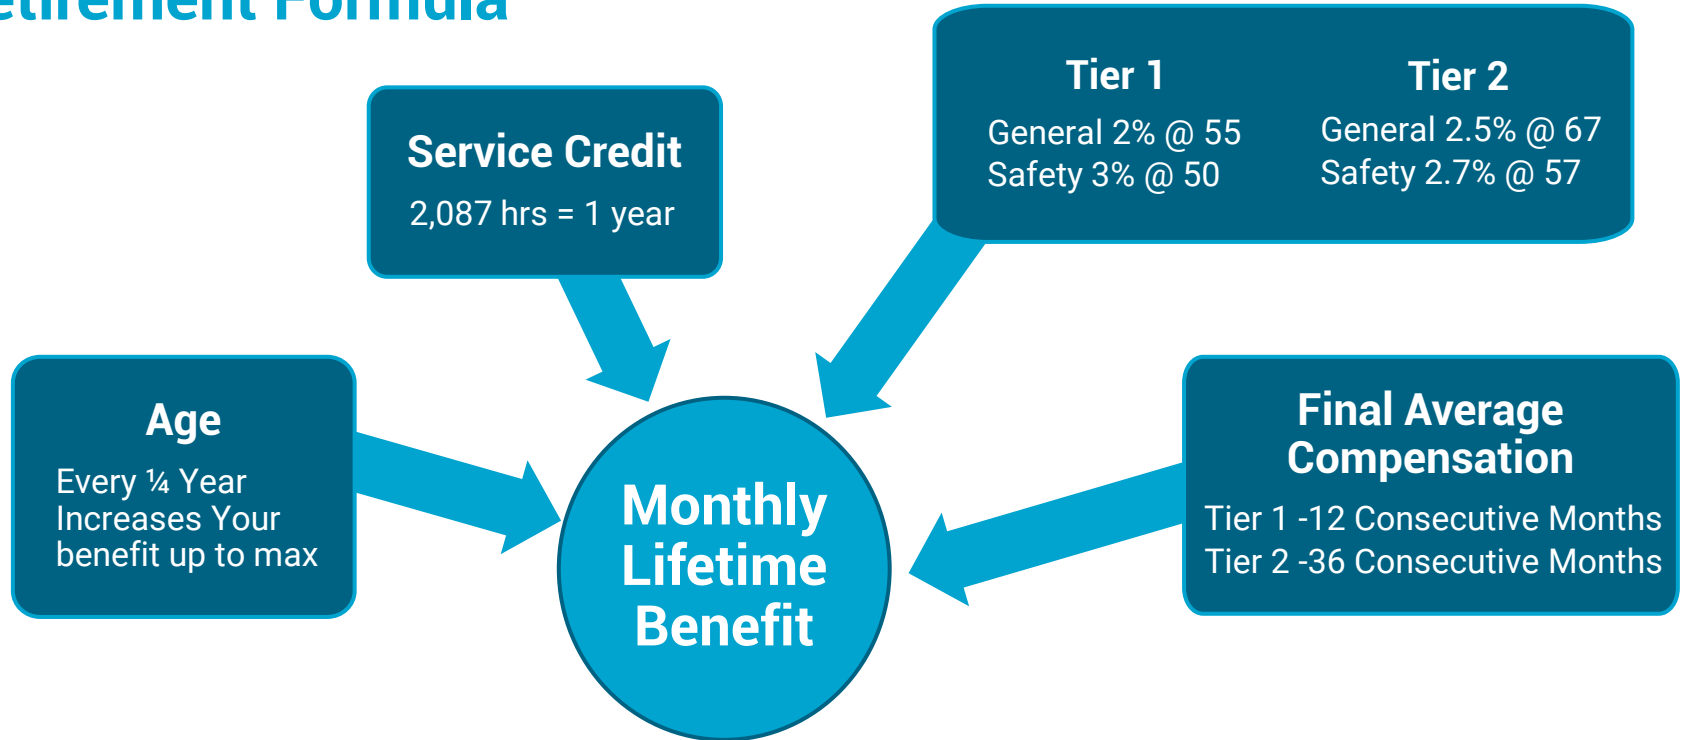 etirement Formula
Tier 1
General 2% @ 55
Safety 3% @ 50
Tier 2
General 2.5% @ 67
Safety 2.7% @ 57
Service Credit
2,087 hrs = 1 year
Age
Every ¼ Year
Increases Your
benefit up to max
Final Average
Compensation
Tier 1 -12 Consecutive Months
Tier 2 -36 Consecutive Months
Monthly
Lifetime
Benefit